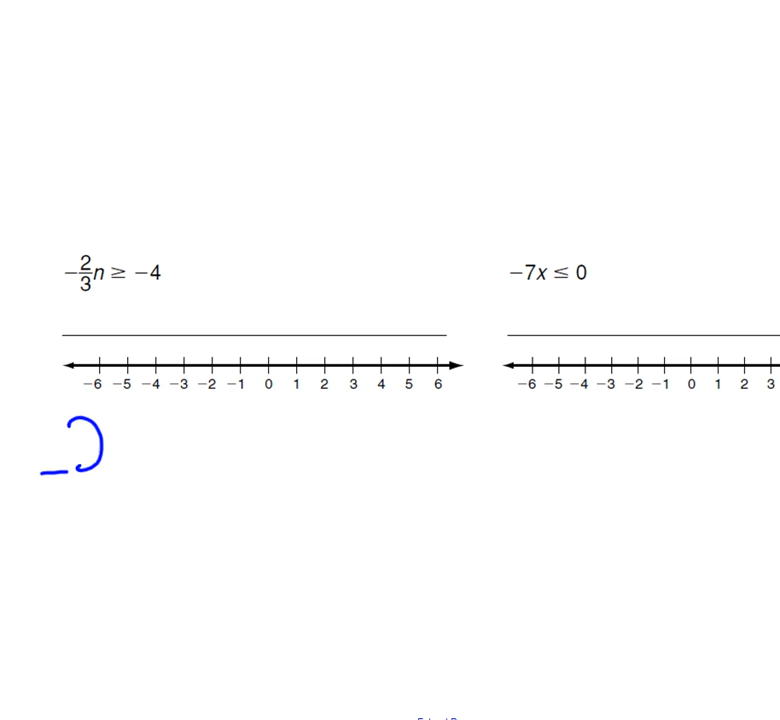 −2/3n ≥ −4
−7x ≤ 0
−6 −5 −4 −3 −2 −1 0 1 2 3 4 5 6
−6 −5 −4 −3 −2 −1 0 1 2 3